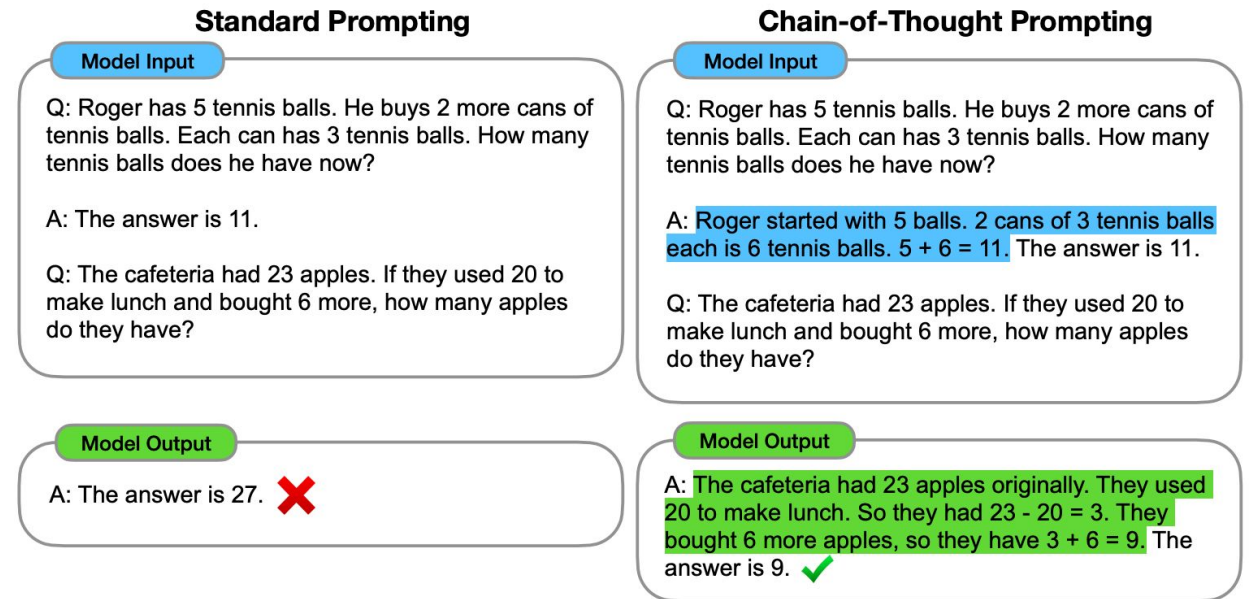 Standard Prompting
Model Input
Q: Roger has 5 tennis balls. He buys 2 more cans of
tennis balls. Each can has 3 tennis balls. How many
tennis balls does he have now?
A: The answer is 11.
Q: The cafeteria had 23 apples. If they used 20 to
make lunch and bought 6 more, how many apples
do they have?
Model Output
A: The answer is 27.
Chain-of-Thought Prompting
Model Input
Q: Roger has 5 tennis balls. He buys 2 more cans of
tennis balls. Each can has 3 tennis balls. How many
tennis balls does he have now?
A: Roger started with 5 balls. 2 cans of 3 tennis balls
each is 6 tennis balls. 5 + 6 = 11. The answer is 11.
Q: The cafeteria had 23 apples. If they used 20 to
make lunch and bought 6 more, how many apples
do they have?
Model Output
A: The cafeteria had 23 apples originally. They used
20 to make lunch. So they had 23 - 20 = 3. They
bought 6 more apples, so they have 3 + 6 = 9. The
answer is 9.